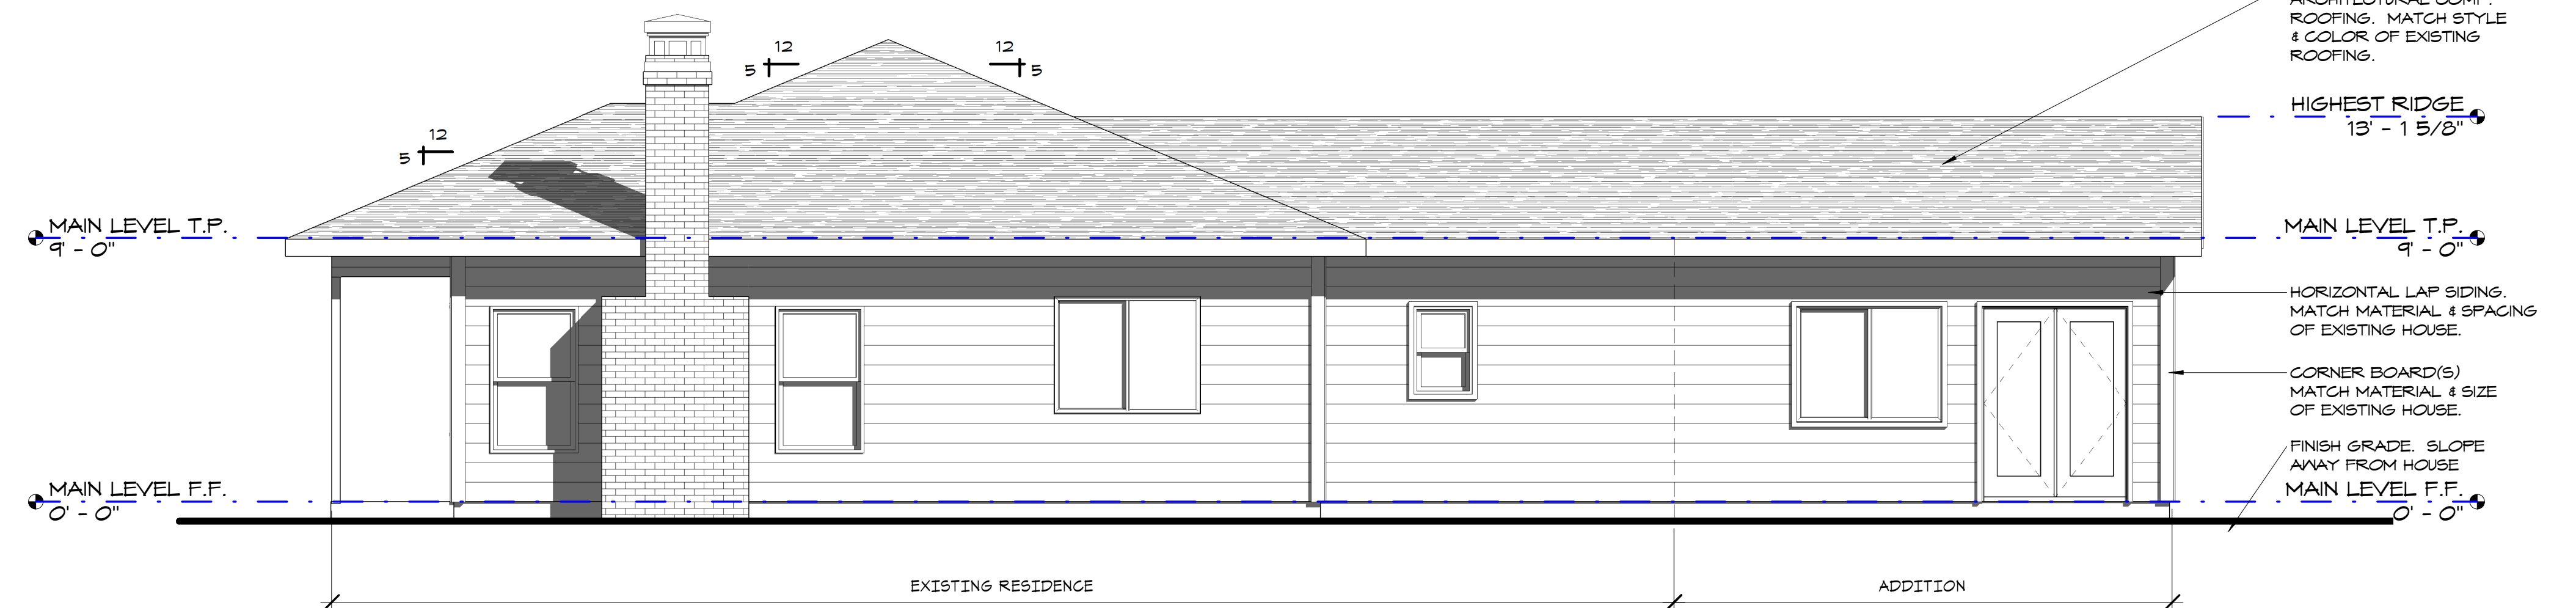 ARCHITECTURAL COMP.
ROOFING. MATCH STYLE
& COLOR OF EXISTING
ROOFING.
12
5
12
5
12
5
HIGHEST RIDGE
13' - 1 5/8"
MAIN LEVEL T.P.
9' - 0"
MAIN LEVEL T.P.
9' - 0"
HORIZONTAL LAP SIDING.
MATCH MATERIAL & SPACING
OF EXISTING HOUSE.
CORNER BOARD(S)
MATCH MATERIAL & SIZE
OF EXISTING HOUSE.
FINISH GRADE. SLOPE
AWAY FROM HOUSE
MAIN LEVEL F.F.
0' - 0"
MAIN LEVEL F.F.
0' - 0"
EXISTING RESIDENCE
ADDITION